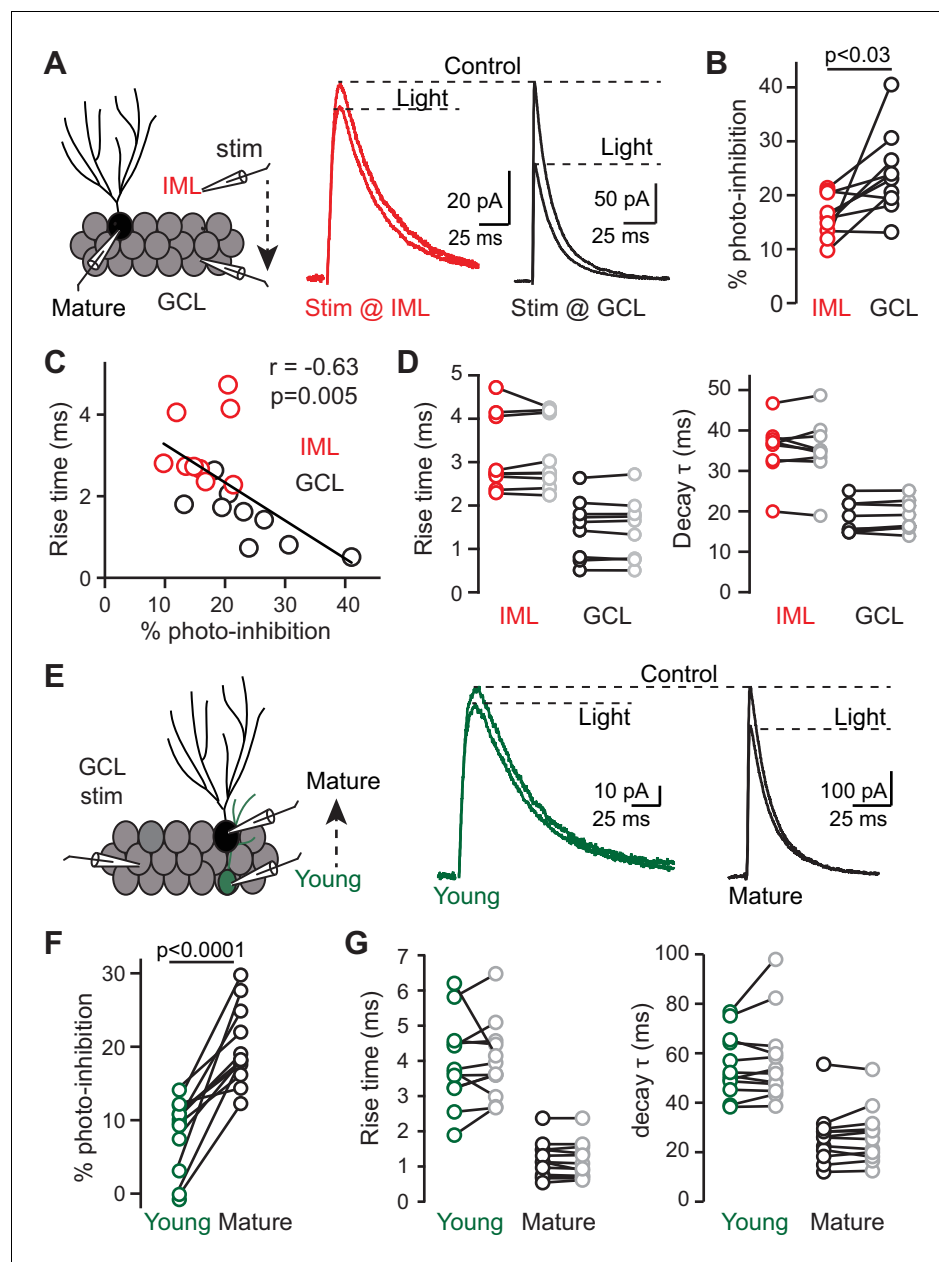 A
Control
Light
stim
IML
Light
20 pA
25 ms
50 pA
25 ms
Mature
GCL
Stim @ IML
Stim @ GCL
B
p<0.03
% photo-inhibition
40
30
20
10
IML
GCL
C
r = -0.63
p=0.005
IML
GCL
Rise time (ms)
4
2
0
10
20
30
40
% photo-inhibition
D
Rise time (ms)
5
4
3
2
1
0
IML
GCL
Decay τ (ms)
50
40
30
20
10
0
IML
GCL
E
Control
Light
GCL
stim
Mature
Young
10 pA
25 ms
Light
100 pA
25 ms
Young
Mature
F
p<0.0001
% photo-inhibition
30
20
10
0
Young
Mature
G
Rise time (ms)
7
6
5
4
3
2
1
0
Young
Mature
decay τ (ms)
100
80
60
40
20
0
Young
Mature